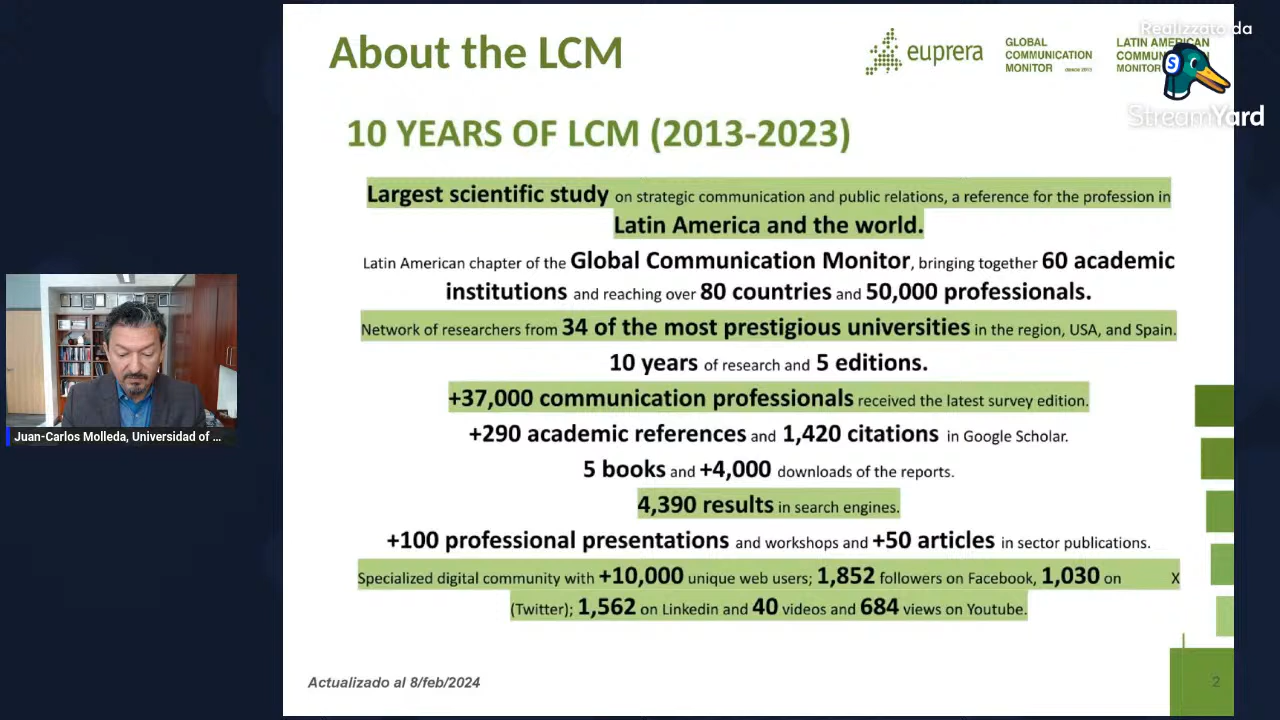 About the LCM
euprera
GLOBAL
COMMUNICATION
MONITOR
LATIN AMERICAN
MONITOR
Realizzato da
StreamYard
10 YEARS OF LCM (2013-2023)
Largest scientific study on strategic communication and public relations, a reference for the profession in
Latin America and the world.
Latin American chapter of the Global Communication Monitor, bringing together 60 academic
institutions and reaching over 80 countries and 50,000 professionals.
Network of researchers from 34 of the most prestigious universities in the region, USA, and Spain.
10 years of research and 5 editions.
+37,000 communication professionals received the latest survey edition.
+290 academic references and 1,420 citations in Google Scholar.
5 books and +4,000 downloads of the reports.
4,390 results in search engines.
+100 professional presentations and workshops and +50 articles in sector publications.
Specialized digital community with +10,000 unique web users; 1,852 followers on Facebook, 1,030 on X
(Twitter); 1,562 on Linkedin and 40 videos and 684 views on Youtube.
Juan-Carlos Molleda, Universidad of ...
Actualizado al 8/feb/2024
2